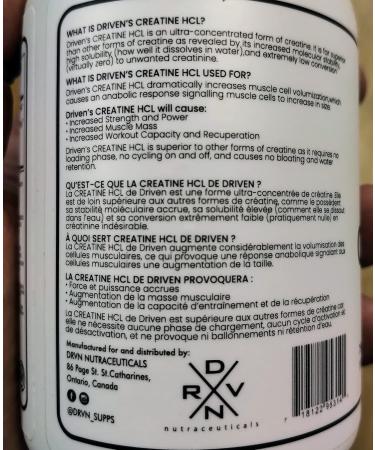 WHAT IS DRIVEN'S CREATINE HCL?
Driven's CREATINE HCL is an ultra-concentrated form of creatine. It is far superior
than other forms of creatine as revealed by its increased molecular stability,
high solubility, (how well it dissolves in water),and extremely low conversion
(virtually zero) to unwanted creatinine.
WHAT IS DRIVEN'S CREATINE HCL USED FOR?
Driven's CREATINE HCL dramatically increases muscle cell volumization,which
causes an anabolic response signalling muscle cells to increase in size.
Driven's CREATINE HCL will cause:
• Increased Strength and Power
• Increased Muscle Mass
• Increased Workout Capacity and Recuperation
Driven's CREATINE HCL is superior to other forms of creatine as it requires no
loading phase, no cycling on and off, and causes no bloating and water
retention.
QU'EST-CE QUE LA CREATINE HCL DE DRIVEN ?
La CREATINE HCL de Driven est une forme ultra-concentrée de créatine. Elle
est de loin supérieure aux autres formes de créatine, comme le possèdent
sa stabilité moléculaire accrue, sa solubilité élevée (comment elle se dissout
dans l'eau) et sa conversion extrêmement faible (pratiquement nulle) en
créatinine indésirable.
À QUOI SERT CREATINE HCL DE DRIVEN ?
La CREATINE HCL de Driven augmente considérablement la volumisation des
cellules musculaires, ce qui provoque une réponse anabolique signalant aux
cellules musculaires une augmentation de la taille.
LA CREATINE HCL DE DRIVEN PROVOQUERA :
• Force et puissance accrues
• Augmentation de la masse musculaire
• Augmentation de la capacité d'entraînement et de la récupération
La CREATINE HCL de Driven est supérieure aux autres formes de créatine car
elle ne nécessite aucune phase de chargement, aucun cycle d'activation et
de désactivation, et ne provoque ni ballonnements ni rétention d'eau.
Manufactured for and distributed by:
DRVN NUTRACEUTICALS
86 Page St. St.Catharines,
Ontario, Canada
@DRVN_SUPPS
D
R V
N
nutraceuticals